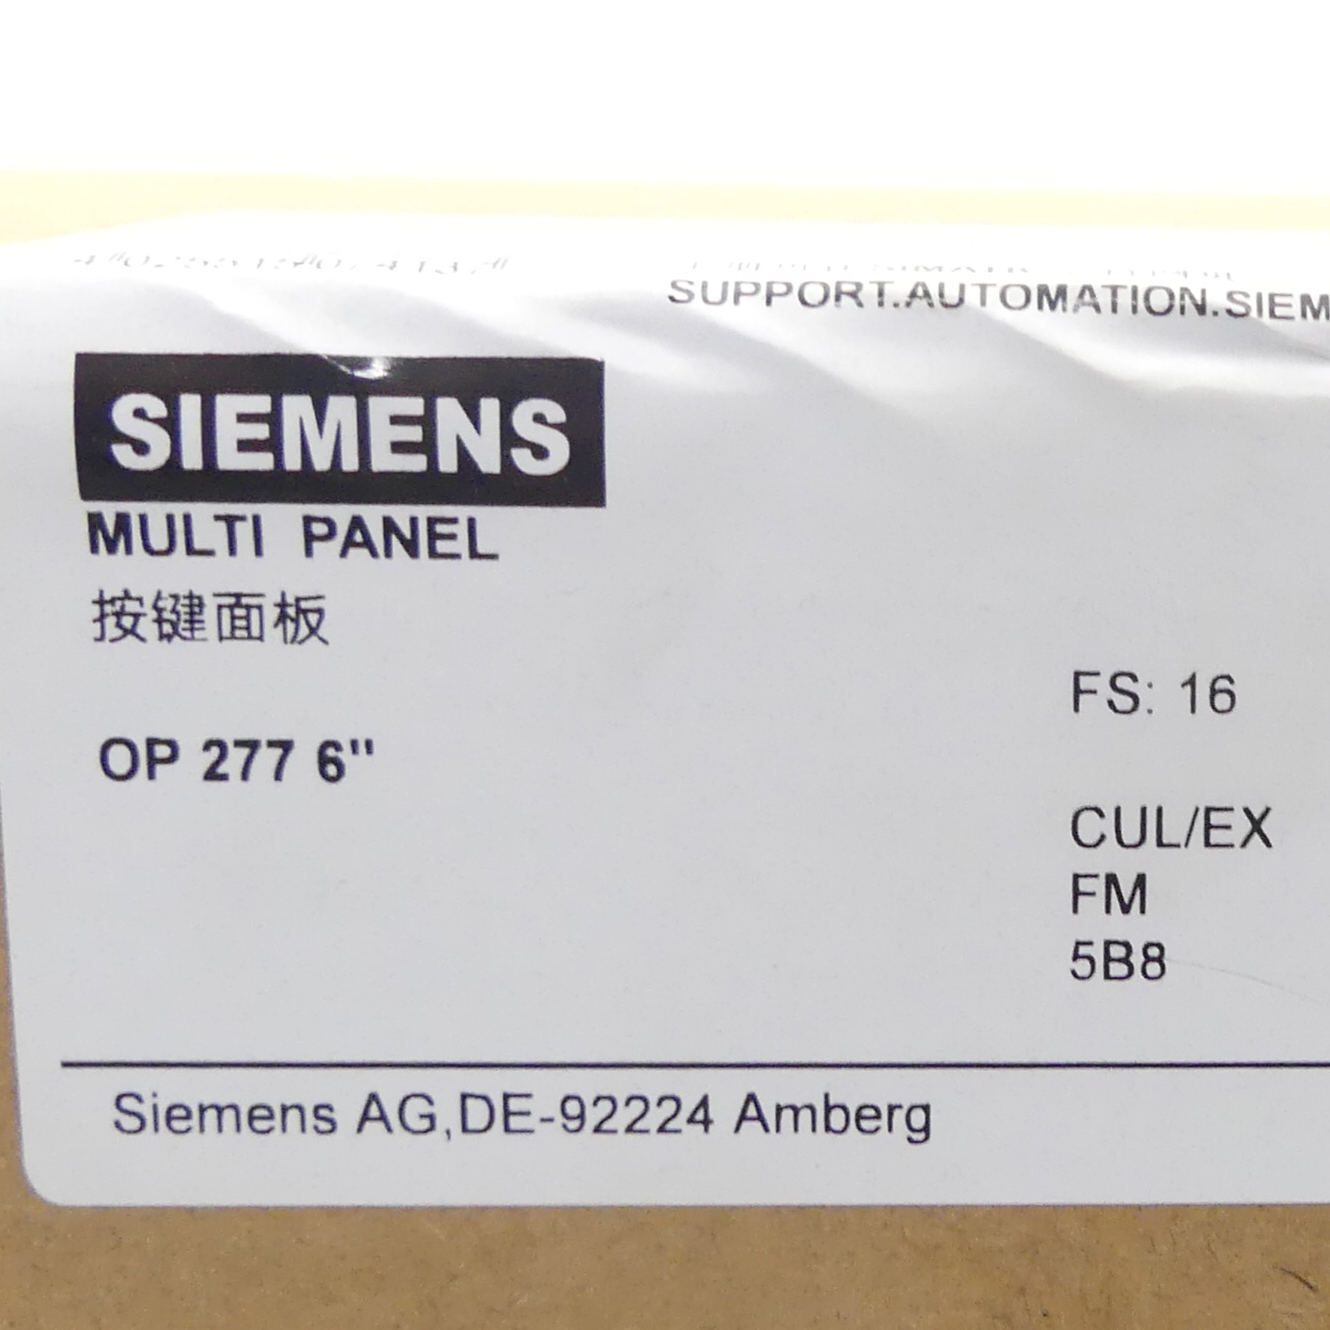 SUPPORT.AUTOMATION.SIEM
SIEMENS
MULTI PANEL
按键面板
FS: 16
OP 277 6"
CUL/EX
FM
5B8
Siemens AG,DE-92224 Amberg